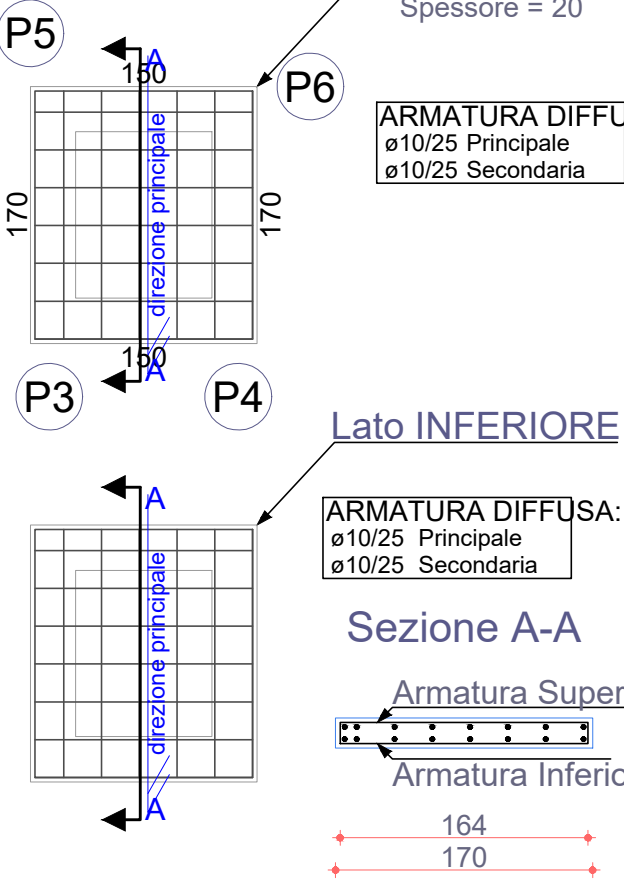 Spessore = 20
P5
A
150
P6
ARMATURA DIFFU
ø10/25 Principale
ø10/25 Secondaria
170
direzione principale
170
150
A
P3
P4
Lato INFERIORE
A
ARMATURA DIFFUSA:
ø10/25 Principale
ø10/25 Secondaria
direzione principale
Sezione A-A
Armatura Super
Armatura Inferio
A
164
170